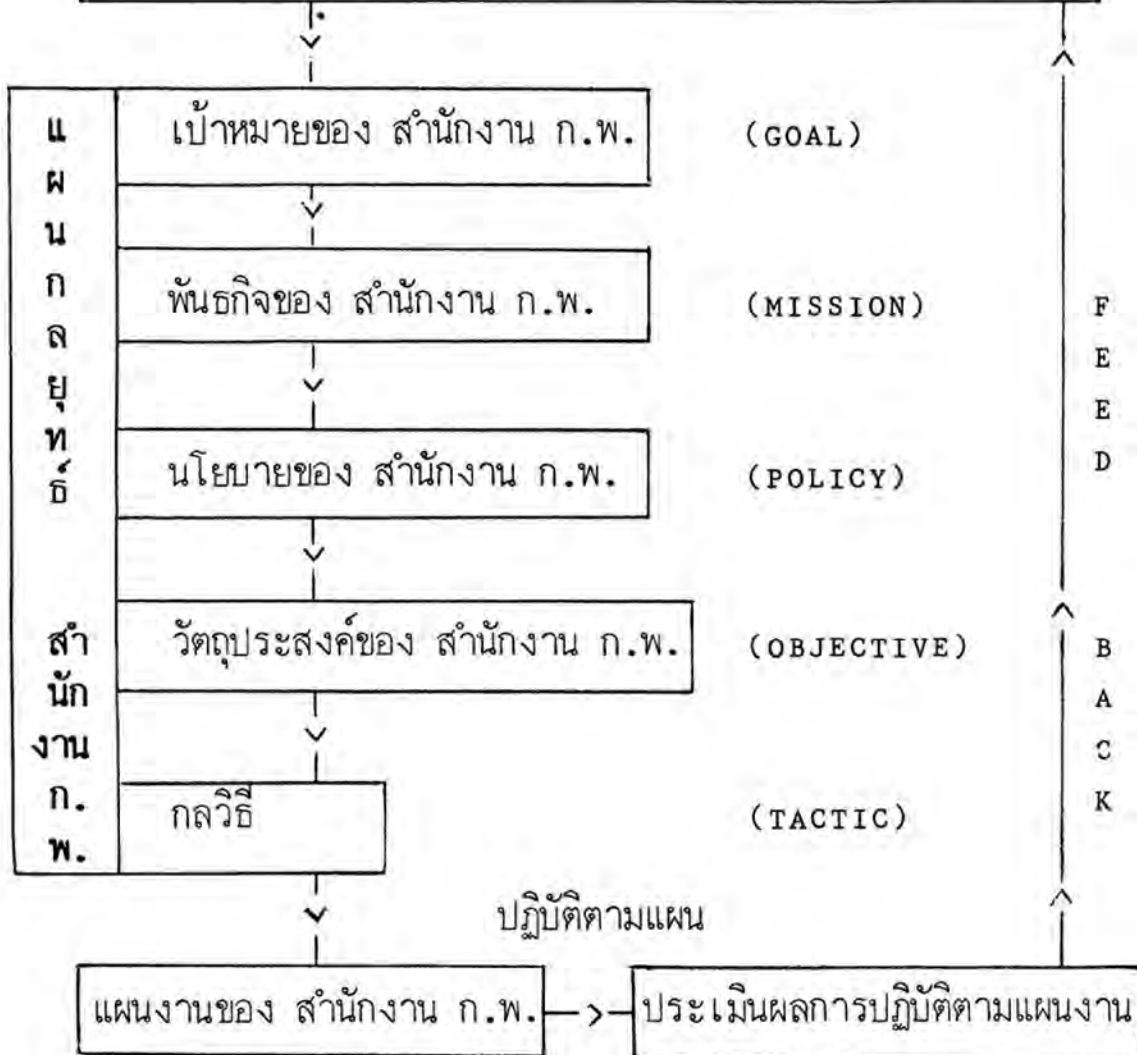 แผนกลยุทธ์ สำนักงาน ก.พ.
เป้าหมายของ สำนักงาน ก.พ. (GOAL)
พันธกิจของ สำนักงาน ก.พ. (MISSION)
นโยบายของ สำนักงาน ก.พ. (POLICY)
วัตถุประสงค์ของ สำนักงาน ก.พ. (OBJECTIVE)
กลวิธี (TACTIC)
FEED BACK
ปฏิบัติตามแผน
แผนงานของ สำนักงาน ก.พ. ประเมินผลการปฏิบัติตามแผนงาน